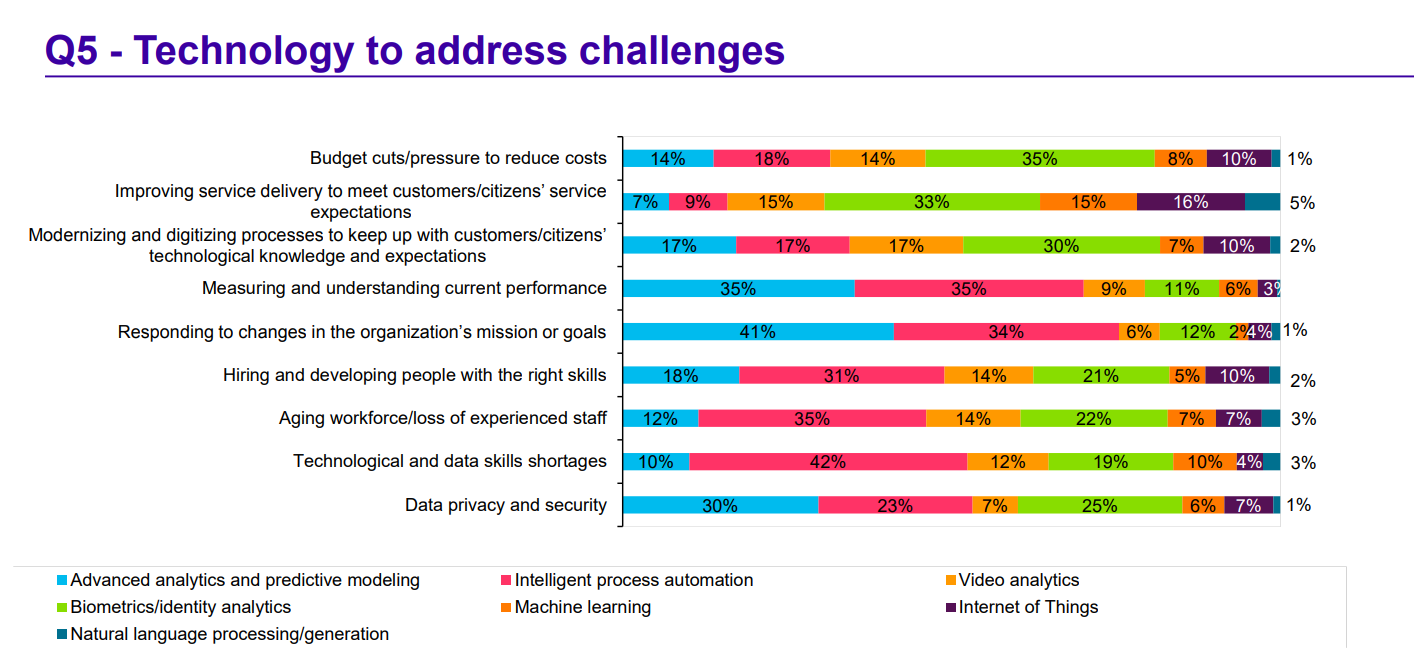 Q5 - Technology to address challenges
Budget cuts/pressure to reduce costs
14% 18% 14% 35% 8% 10% 1%
Improving service delivery to meet customers/citizens’ service
expectations
7% 9% 15% 33% 15% 16% 5%
Modernizing and digitizing processes to keep up with customers/citizens’
technological knowledge and expectations
17% 17% 17% 30% 7% 10% 2%
Measuring and understanding current performance
35% 35% 9% 11% 6% 3%
Responding to changes in the organization’s mission or goals
41% 34% 6% 12% 2% 4% 1%
Hiring and developing people with the right skills
18% 31% 14% 21% 5% 10% 2%
Aging workforce/loss of experienced staff
12% 35% 14% 22% 7% 7% 3%
Technological and data skills shortages
10% 42% 12% 19% 10% 4% 3%
Data privacy and security
30% 23% 7% 25% 6% 7% 1%
Advanced analytics and predictive modeling
Intelligent process automation
Video analytics
Biometrics/identity analytics
Machine learning
Internet of Things
Natural language processing/generation